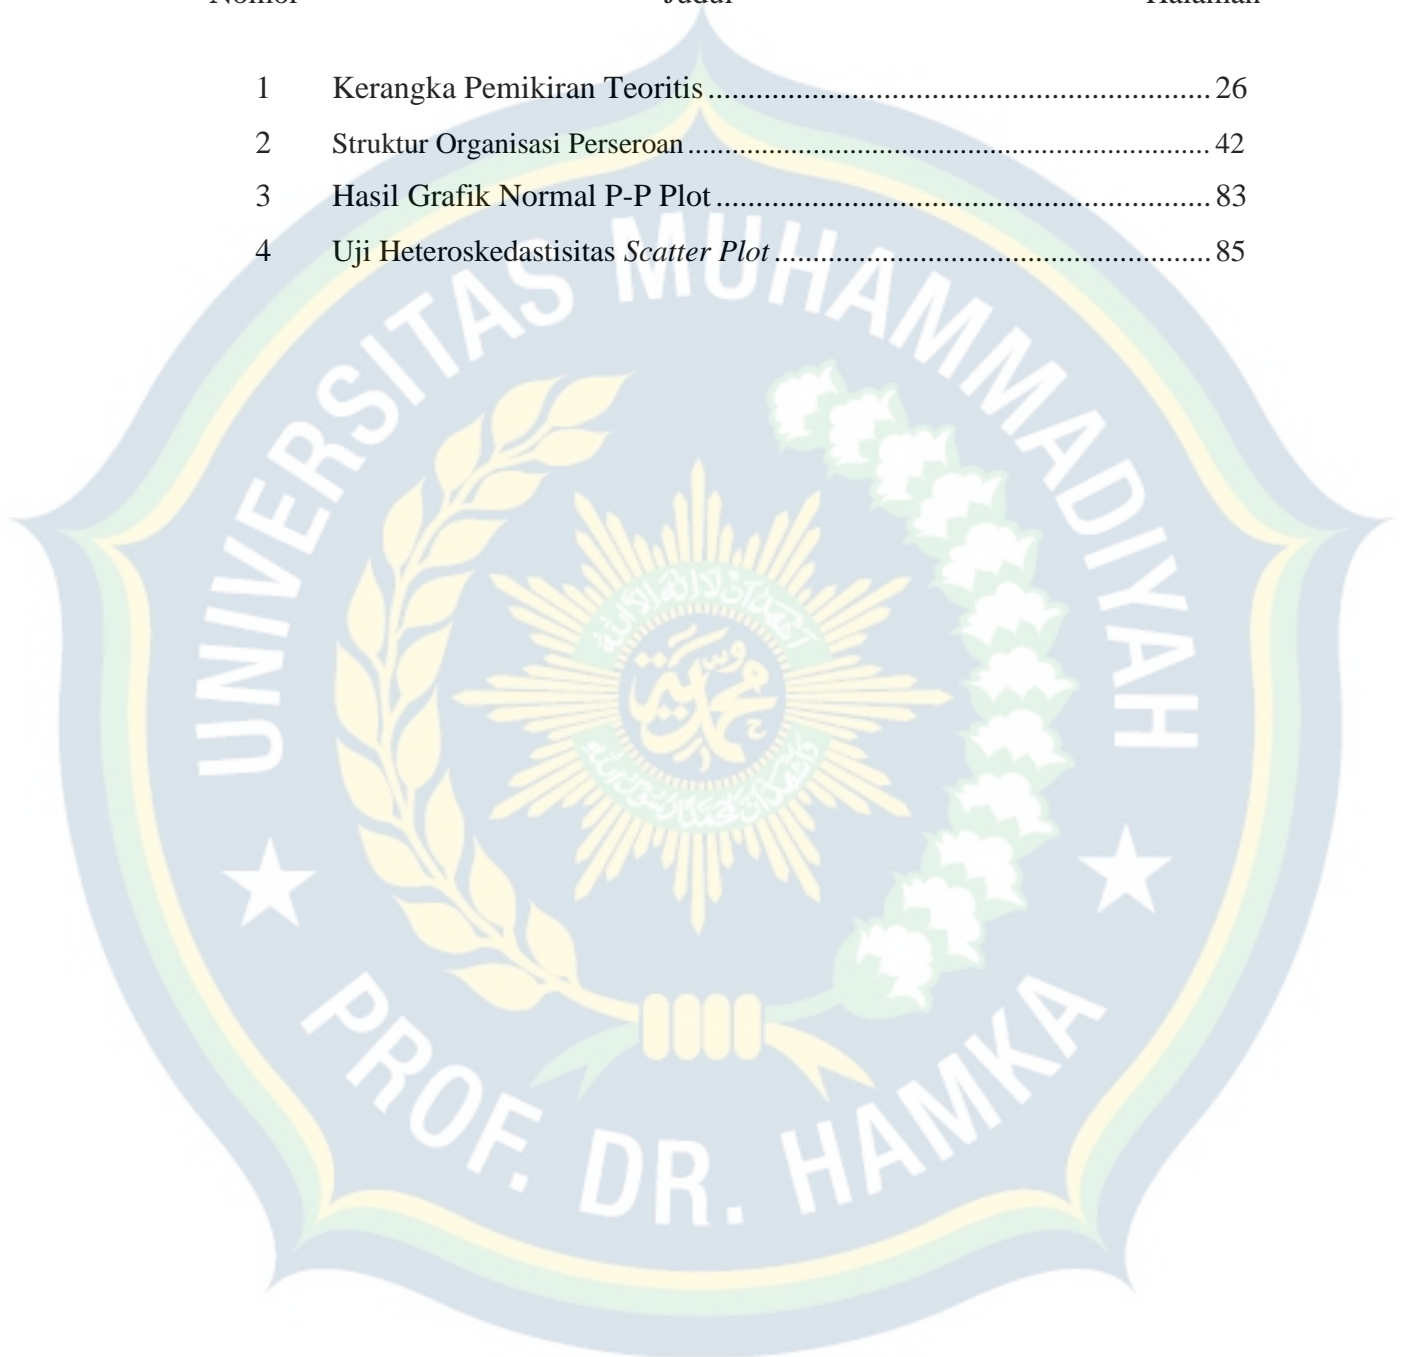 Nomor Judul Halaman
1 Kerangka Pemikiran Teoritis 26
2 Struktur Organisasi Perseroan 42
3 Hasil Grafik Normal P-P Plot 83
4 Uji Heteroskedastisitas Scatter Plot 85
UNIVERSITAS MUHAMMADIYAH
PROF. DR. HAMKA